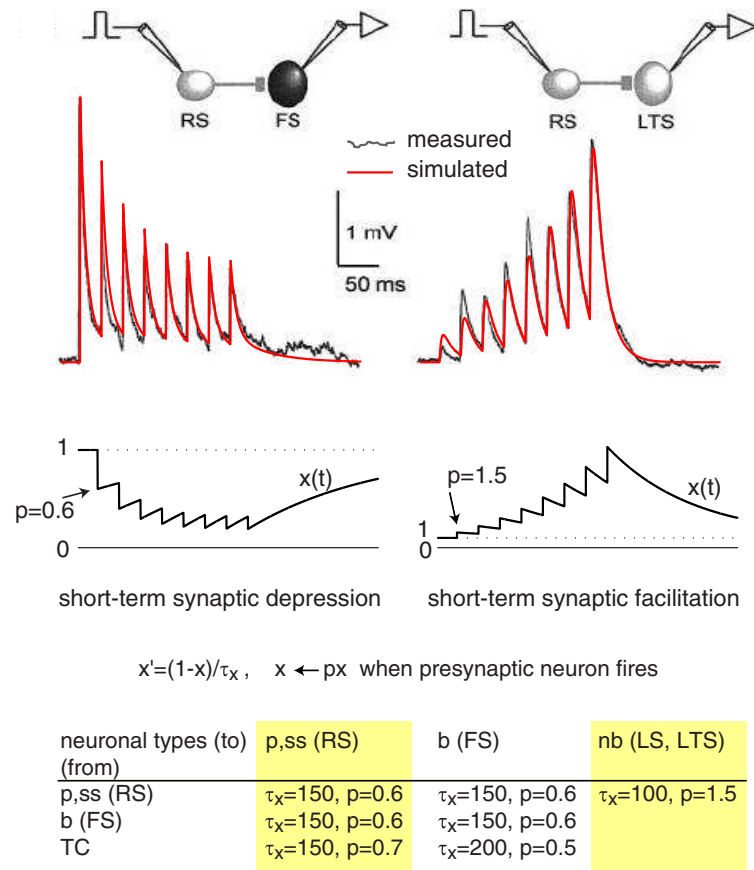 RS FS
RS LTS
measured
simulated
1 mV
50 ms
1
x(t)
p=0.6
0
p=1.5
x(t)
1
0
short-term synaptic depression
short-term synaptic facilitation
x'=(1-x)/τx , x ← px when presynaptic neuron fires
neuronal types (to) p,ss (RS) b (FS) nb (LS, LTS)
(from)
p,ss (RS) τx=150, p=0.6 τx=150, p=0.6 τx=100, p=1.5
b (FS) τx=150, p=0.6 τx=150, p=0.6
TC τx=150, p=0.7 τx=200, p=0.5